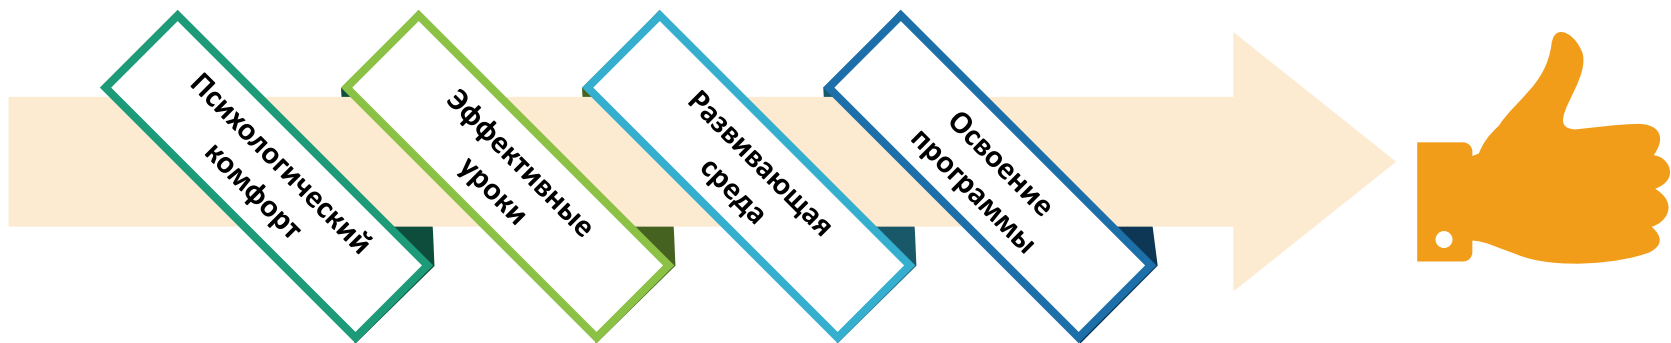 Психологический
комфорт
Эффективные
уроки
Развивающая
среда
Освоение
программы